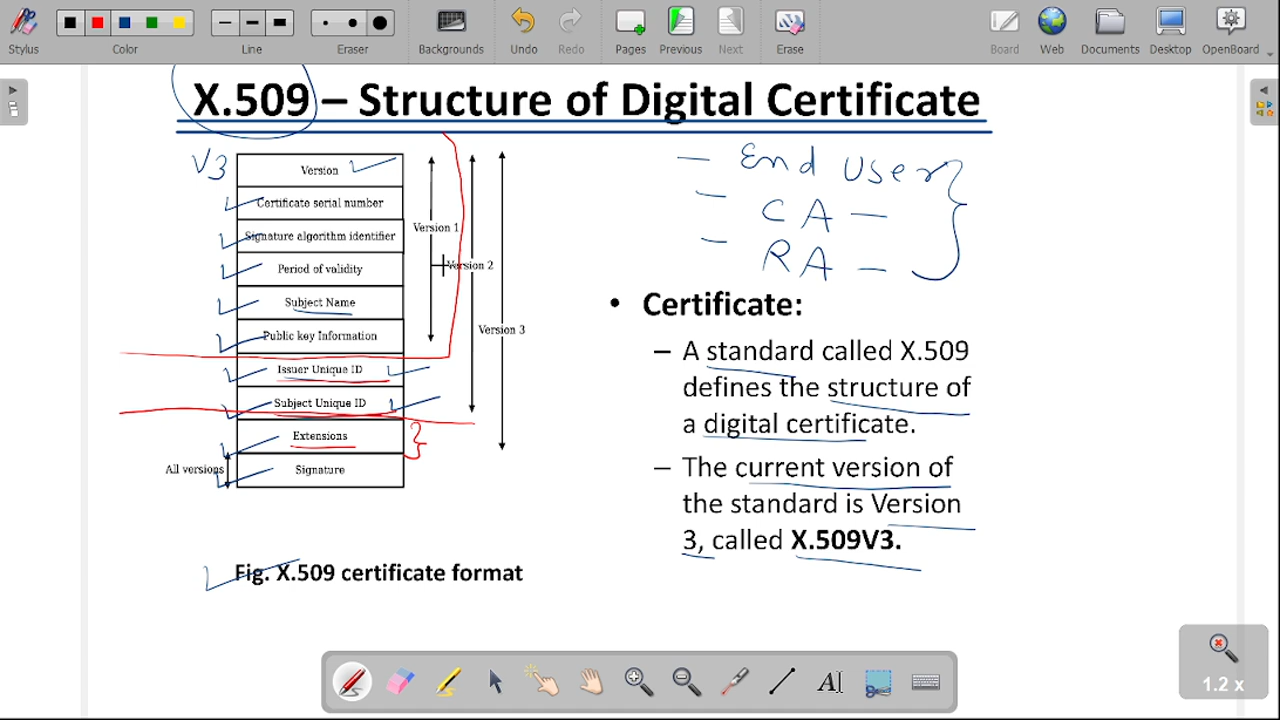 Stylus
Color
Line
Eraser
Backgrounds
Undo
Redo
Pages
Previous
Next
Erase
Board
Web
Documents
Desktop
OpenBoard
X.509 – Structure of Digital Certificate
V3
Version
Certificate serial number
Signature algorithm identifier
Period of validity
Subject Name
Public key Information
Issuer Unique ID
Subject Unique ID
Extensions
Signature
Version 1
Version 2
Version 3
All versions
Fig. X.509 certificate format
– End User
– CA –
– RA –
• Certificate:
– A standard called X.509
defines the structure of
a digital certificate.
– The current version of
the standard is Version
3, called X.509V3.
1.2 x